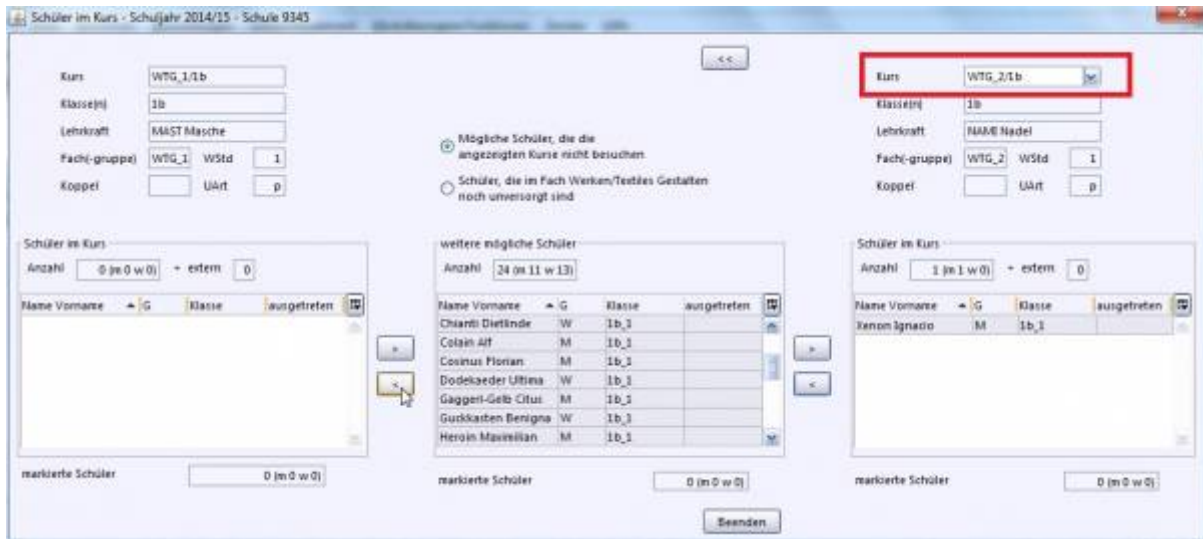 Schüler im Kurs - Schuljahr 2014/15 - Schule 9345
<<
Kurs WTG_1/1b
Klasse(n) 1b
Lehrkraft MAST Masche
Fach(-gruppe) WTG_1 WStd 1
Koppel UArt p
Mögliche Schüler, die die
angezeigten Kurse nicht besuchen
Schüler, die im Fach Werken/Textiles Gestalten
noch unversorgt sind
Kurs WTG_2/1b
Klasse(n) 1b
Lehrkraft NAME Nadel
Fach(-gruppe) WTG_2 WStd 1
Koppel UArt p
Schüler im Kurs
Anzahl 0 (m 0 w 0) + extern 0
Name Vorname G Klasse ausgetreten
markierte Schüler 0 (m 0 w 0)
>
<
weitere mögliche Schüler
Anzahl 24 (m 11 w 13)
Name Vorname G Klasse ausgetreten
Chianti Dietlinde W 1b_1
Colain Alf M 1b_1
Cosinus Florian M 1b_1
Dodekaeder Ultima W 1b_1
Gaggerl-Gelb Citus M 1b_1
Guckkasten Benigna W 1b_1
Heroin Maximilian M 1b_1
markierte Schüler 0 (m 0 w 0)
>
<
Schüler im Kurs
Anzahl 1 (m 1 w 0) + extern 0
Name Vorname G Klasse ausgetreten
Xenon Ignacio M 1b_1
markierte Schüler 0 (m 0 w 0)
Beenden